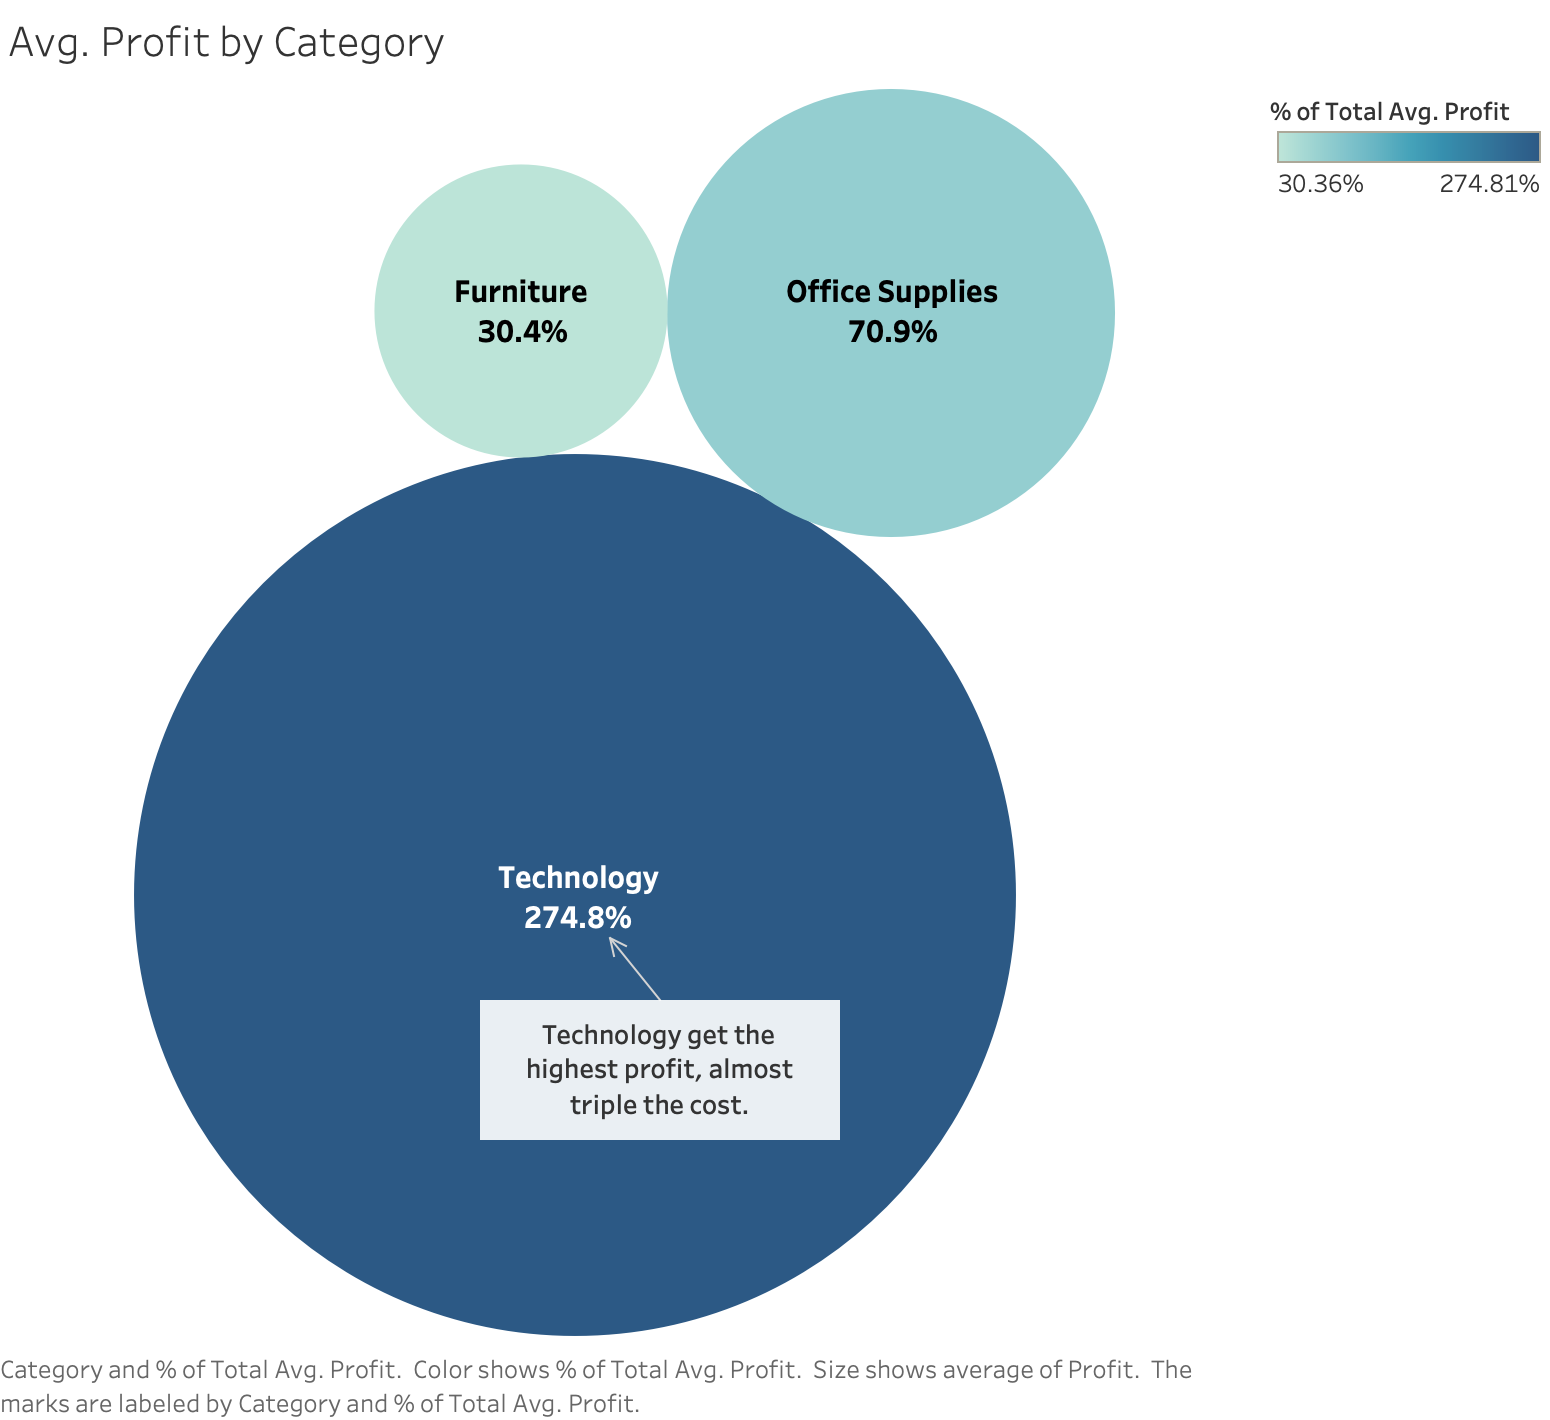 Avg. Profit by Category
% of Total Avg. Profit
30.36% 274.81%
Furniture
30.4%
Office Supplies
70.9%
Technology
274.8%
Technology get the
highest profit, almost
triple the cost.
Category and % of Total Avg. Profit.  Color shows % of Total Avg. Profit.  Size shows average of Profit.  The
marks are labeled by Category and % of Total Avg. Profit.